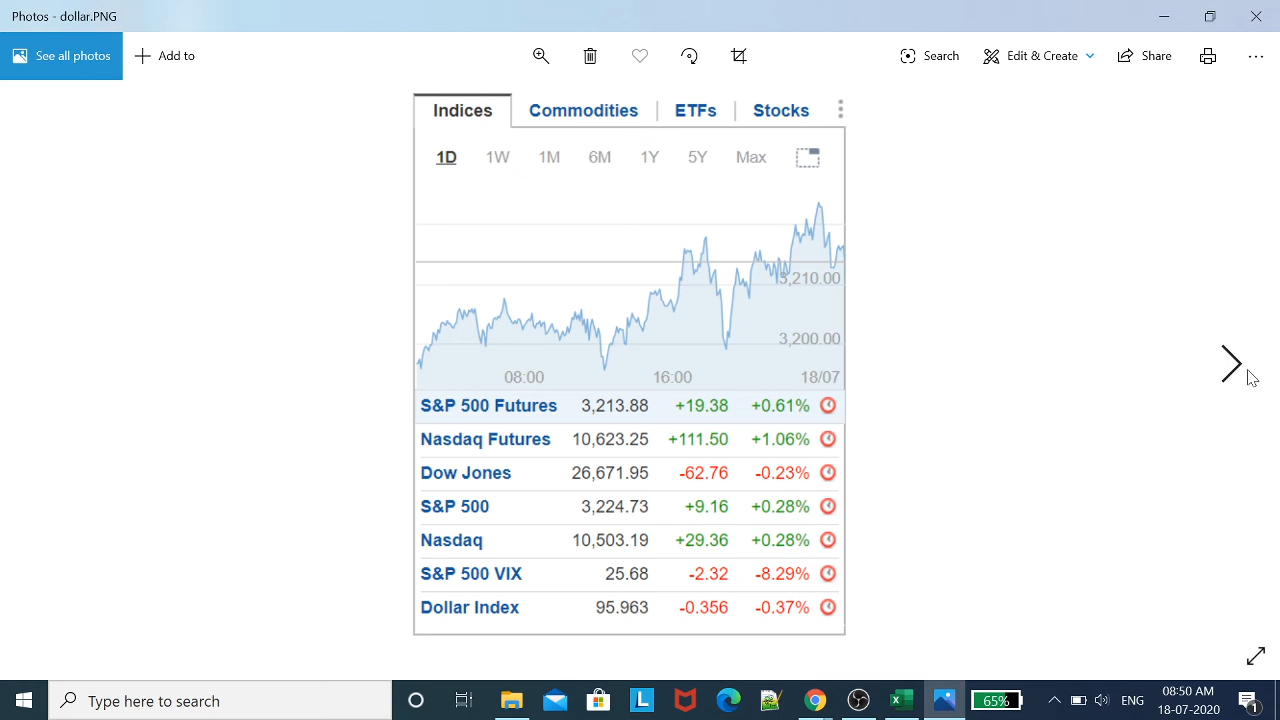 Photos - dollar.PNG
See all photos
Add to
Search
Edit & Create
Share
Indices Commodities ETFs Stocks
1D 1W 1M 6M 1Y 5Y Max
3,210.00
3,200.00
08:00 16:00 18/07
S&P 500 Futures 3,213.88 +19.38 +0.61%
Nasdaq Futures 10,623.25 +111.50 +1.06%
Dow Jones 26,671.95 -62.76 -0.23%
S&P 500 3,224.73 +9.16 +0.28%
Nasdaq 10,503.19 +29.36 +0.28%
S&P 500 VIX 25.68 -2.32 -8.29%
Dollar Index 95.963 -0.356 -0.37%
Type here to search
L
65%
ENG
08:50 AM
18-07-2020
1